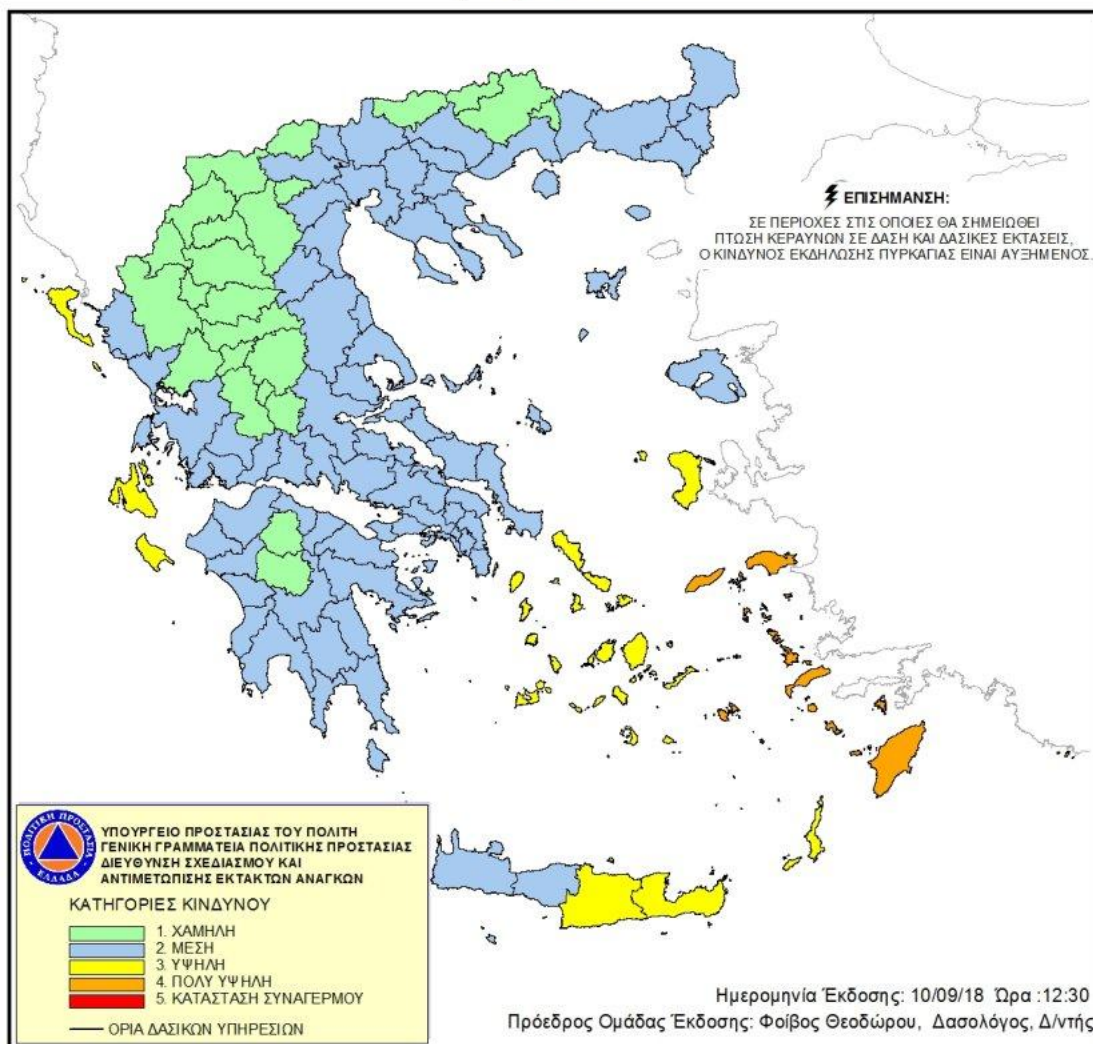 ΕΠΙΣΗΜΑΝΣΗ:
ΣΕ ΠΕΡΙΟΧΕΣ ΣΤΙΣ ΟΠΟΙΕΣ ΘΑ ΣΗΜΕΙΩΘΕΙ
ΠΤΩΣΗ ΚΕΡΑΥΝΩΝ ΣΕ ΔΑΣΗ ΚΑΙ ΔΑΣΙΚΕΣ ΕΚΤΑΣΕΙΣ,
Ο ΚΙΝΔΥΝΟΣ ΕΚΔΗΛΩΣΗΣ ΠΥΡΚΑΓΙΑΣ ΕΙΝΑΙ ΑΥΞΗΜΕΝΟΣ.
ΠΟΛΙΤΙΚΗ ΠΡΟΣΤΑΣΙΑ
ΕΛΛΑΔΑ
ΥΠΟΥΡΓΕΙΟ ΠΡΟΣΤΑΣΙΑΣ ΤΟΥ ΠΟΛΙΤΗ
ΓΕΝΙΚΗ ΓΡΑΜΜΑΤΕΙΑ ΠΟΛΙΤΙΚΗΣ ΠΡΟΣΤΑΣΙΑΣ
ΔΙΕΥΘΥΝΣΗ ΣΧΕΔΙΑΣΜΟΥ ΚΑΙ
ΑΝΤΙΜΕΤΩΠΙΣΗΣ ΕΚΤΑΚΤΩΝ ΑΝΑΓΚΩΝ
ΚΑΤΗΓΟΡΙΕΣ ΚΙΝΔΥΝΟΥ
1. ΧΑΜΗΛΗ
2. ΜΕΣΗ
3. ΥΨΗΛΗ
4. ΠΟΛΥ ΥΨΗΛΗ
5. ΚΑΤΑΣΤΑΣΗ ΣΥΝΑΓΕΡΜΟΥ
ΟΡΙΑ ΔΑΣΙΚΩΝ ΥΠΗΡΕΣΙΩΝ
Ημερομηνία Έκδοσης: 10/09/18 Ώρα :12:30
Πρόεδρος Ομάδας Έκδοσης: Φοίβος Θεοδώρου, Δασολόγος, Δ/ντής